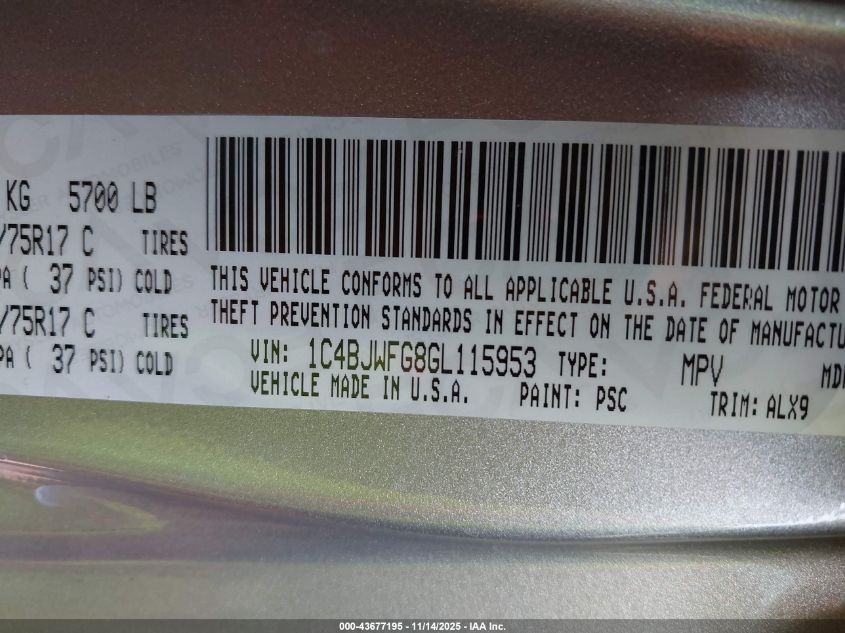 KG 5700 LB
/75R17 C TIRES
PA ( 37 PSI) COLD
/75R17 C TIRES
PA ( 37 PSI) COLD
THIS VEHICLE CONFORMS TO ALL APPLICABLE U.S.A. FEDERAL MOTOR
THEFT PREVENTION STANDARDS IN EFFECT ON THE DATE OF MANUFACTU
VIN: 1C4BJWFG8GL115953 TYPE: MPV MD
VEHICLE MADE IN U.S.A. PAINT: PSC TRIM: ALX9
000-43677195 - 11/14/2025 - IAA Inc.